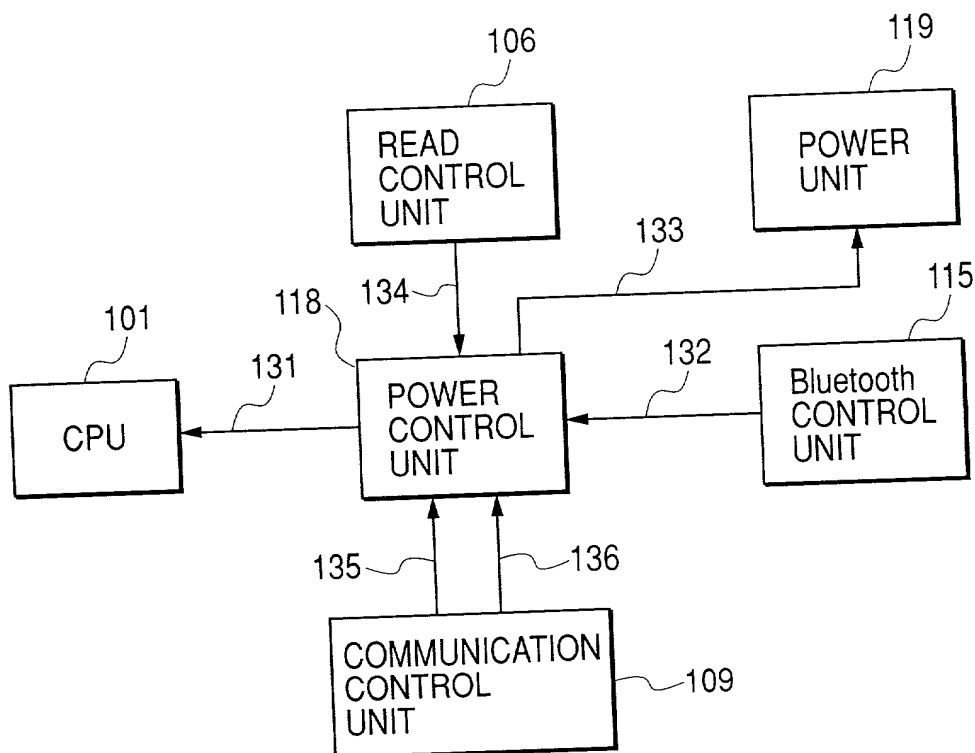 106
119
READ
CONTROL
UNIT
POWER
UNIT
134
133
118
115
101
131
132
CPU
POWER
CONTROL
UNIT
Bluetooth
CONTROL
UNIT
135
136
COMMUNICATION
CONTROL
UNIT
109